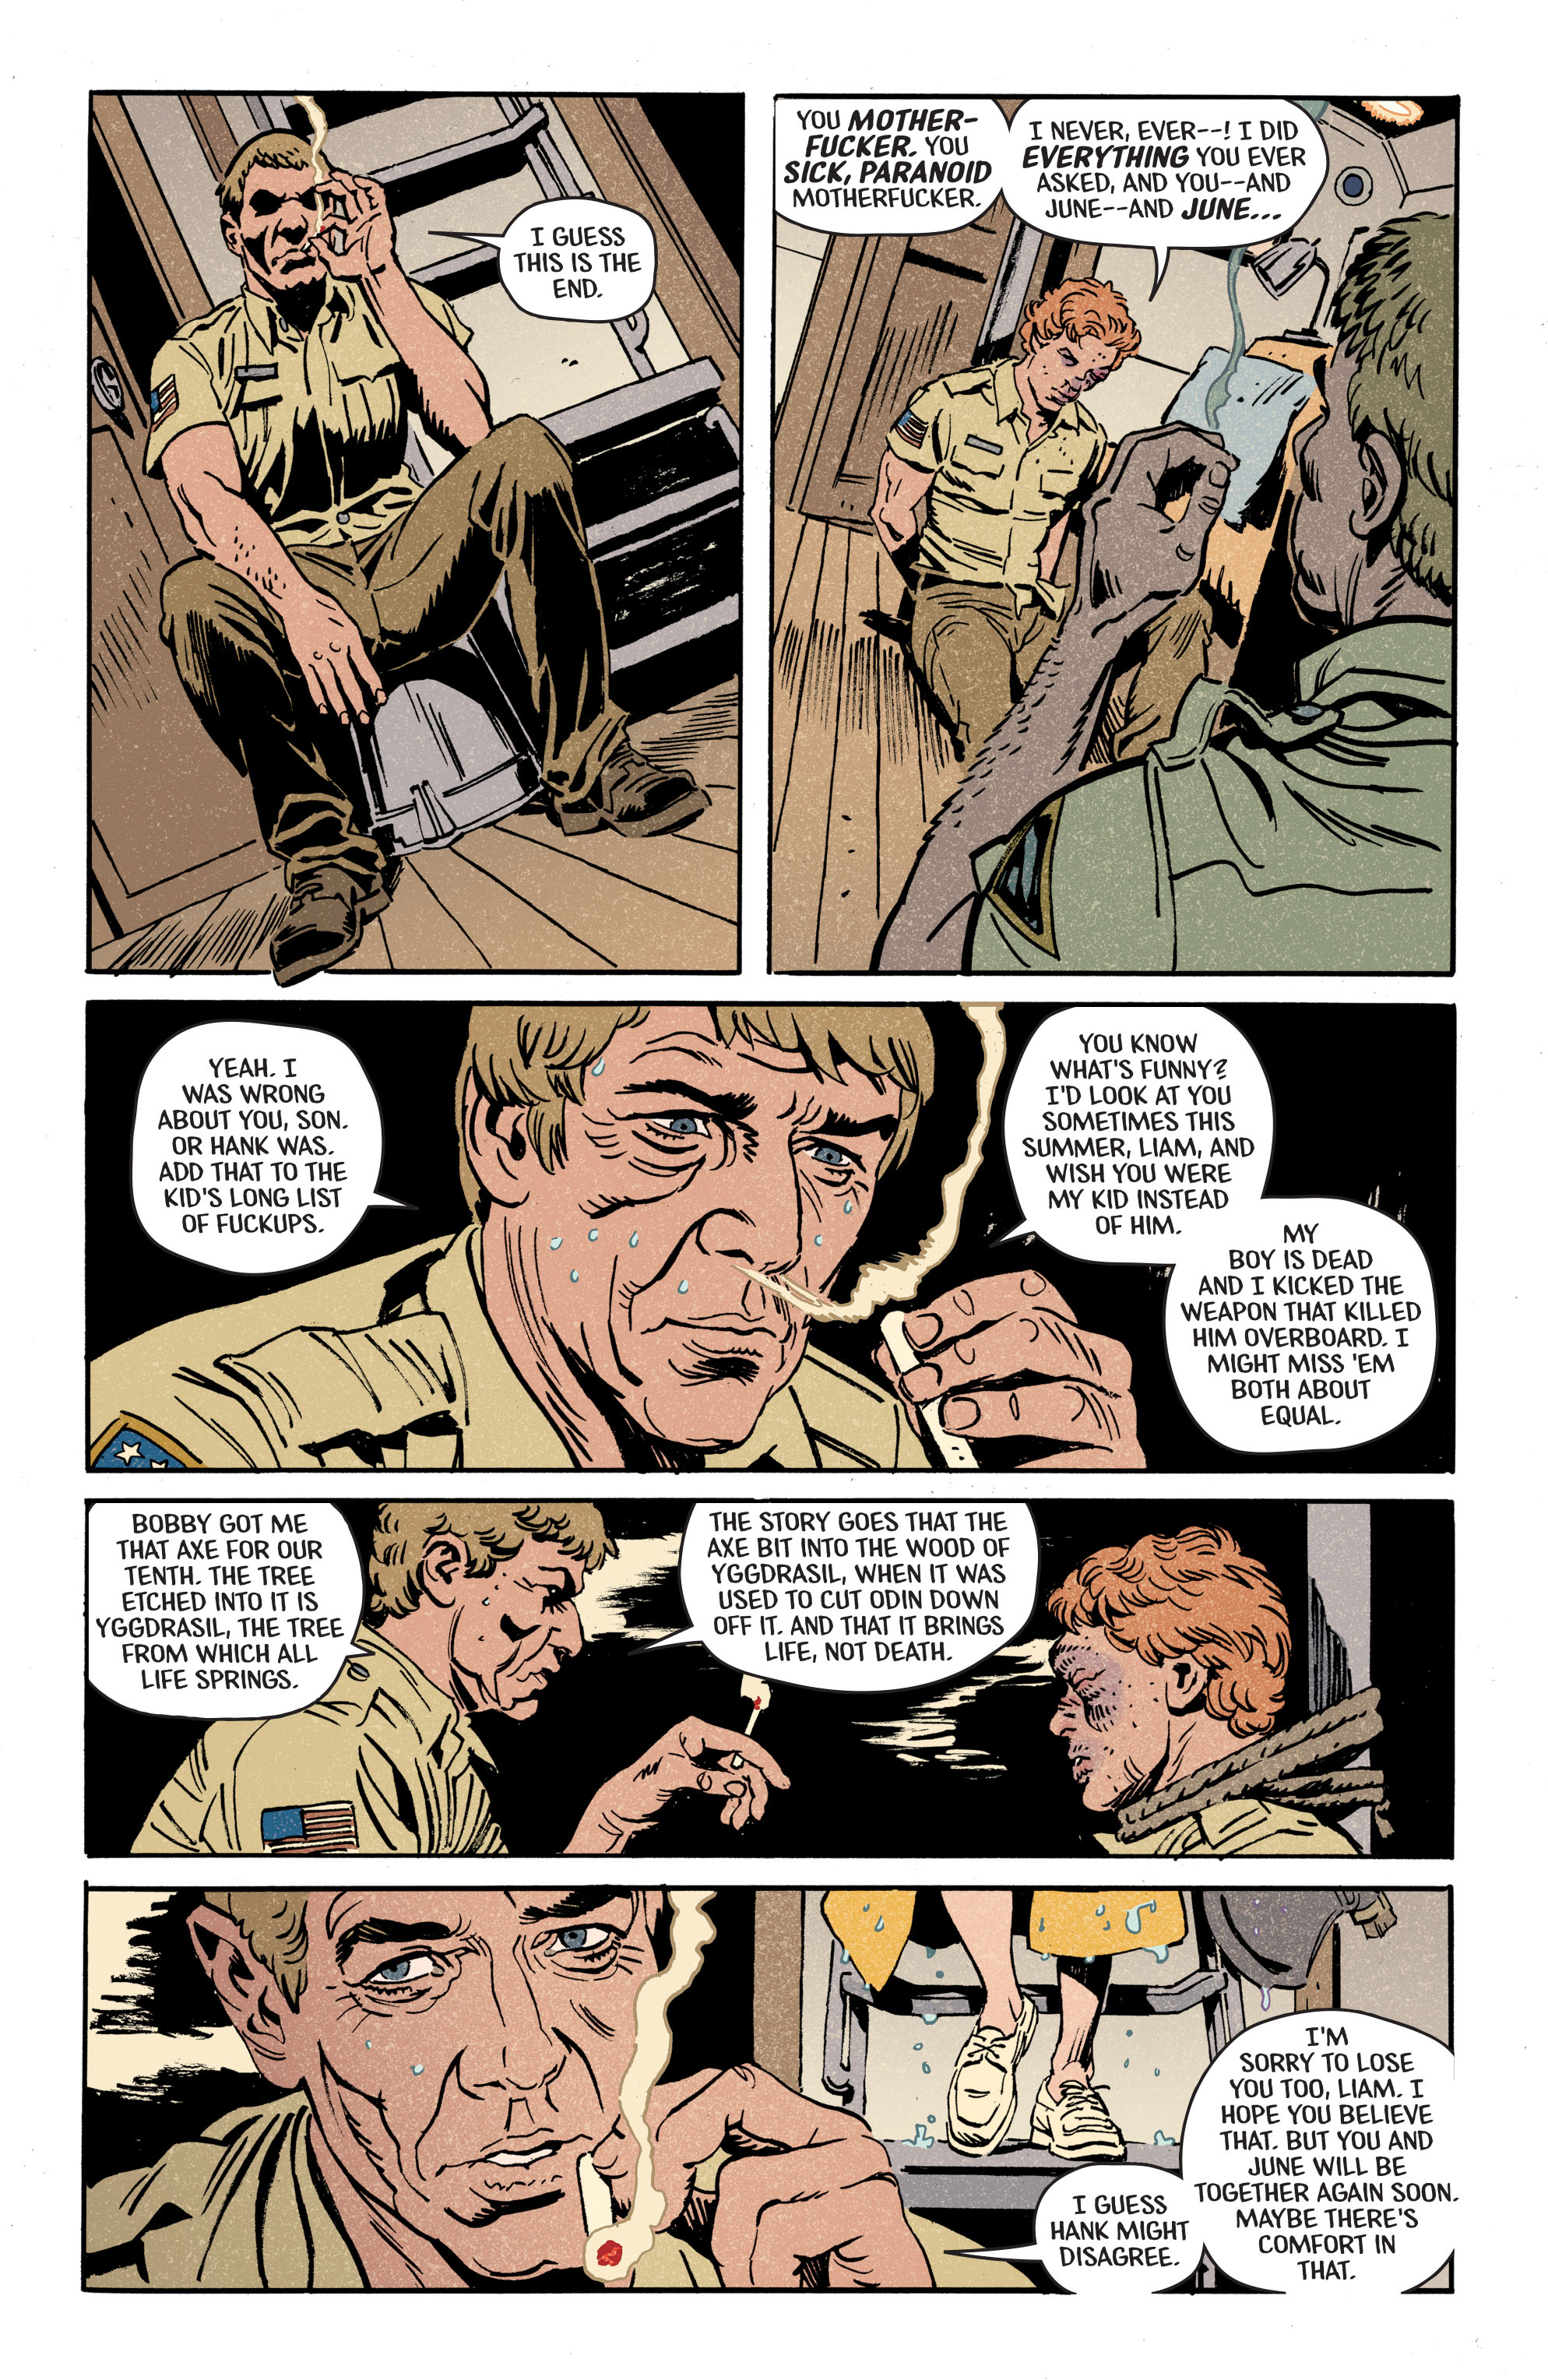 I GUESS
THIS IS THE
END.
YOU MOTHER-
FUCKER. YOU
SICK, PARANOID
MOTHERFUCKER.
I NEVER, EVER--! I DID
EVERYTHING YOU EVER
ASKED, AND YOU--AND
JUNE--AND JUNE...
YEAH. I
WAS WRONG
ABOUT YOU, SON.
OR HANK WAS.
ADD THAT TO THE
KID'S LONG LIST
OF FUCKUPS.
YOU KNOW
WHAT'S FUNNY?
I'D LOOK AT YOU
SOMETIMES THIS
SUMMER, LIAM, AND
WISH YOU WERE
MY KID INSTEAD
OF HIM.
MY
BOY IS DEAD
AND I KICKED THE
WEAPON THAT KILLED
HIM OVERBOARD. I
MIGHT MISS 'EM
BOTH ABOUT
EQUAL.
BOBBY GOT ME
THAT AXE FOR OUR
TENTH. THE TREE
ETCHED INTO IT IS
YGGDRASIL, THE TREE
FROM WHICH ALL
LIFE SPRINGS.
THE STORY GOES THAT THE
AXE BIT INTO THE WOOD OF
YGGDRASIL, WHEN IT WAS
USED TO CUT ODIN DOWN
OFF IT. AND THAT IT BRINGS
LIFE, NOT DEATH.
I GUESS
HANK MIGHT
DISAGREE.
I'M
SORRY TO LOSE
YOU TOO, LIAM. I
HOPE YOU BELIEVE
THAT. BUT YOU AND
JUNE WILL BE
TOGETHER AGAIN SOON.
MAYBE THERE'S
COMFORT IN
THAT.